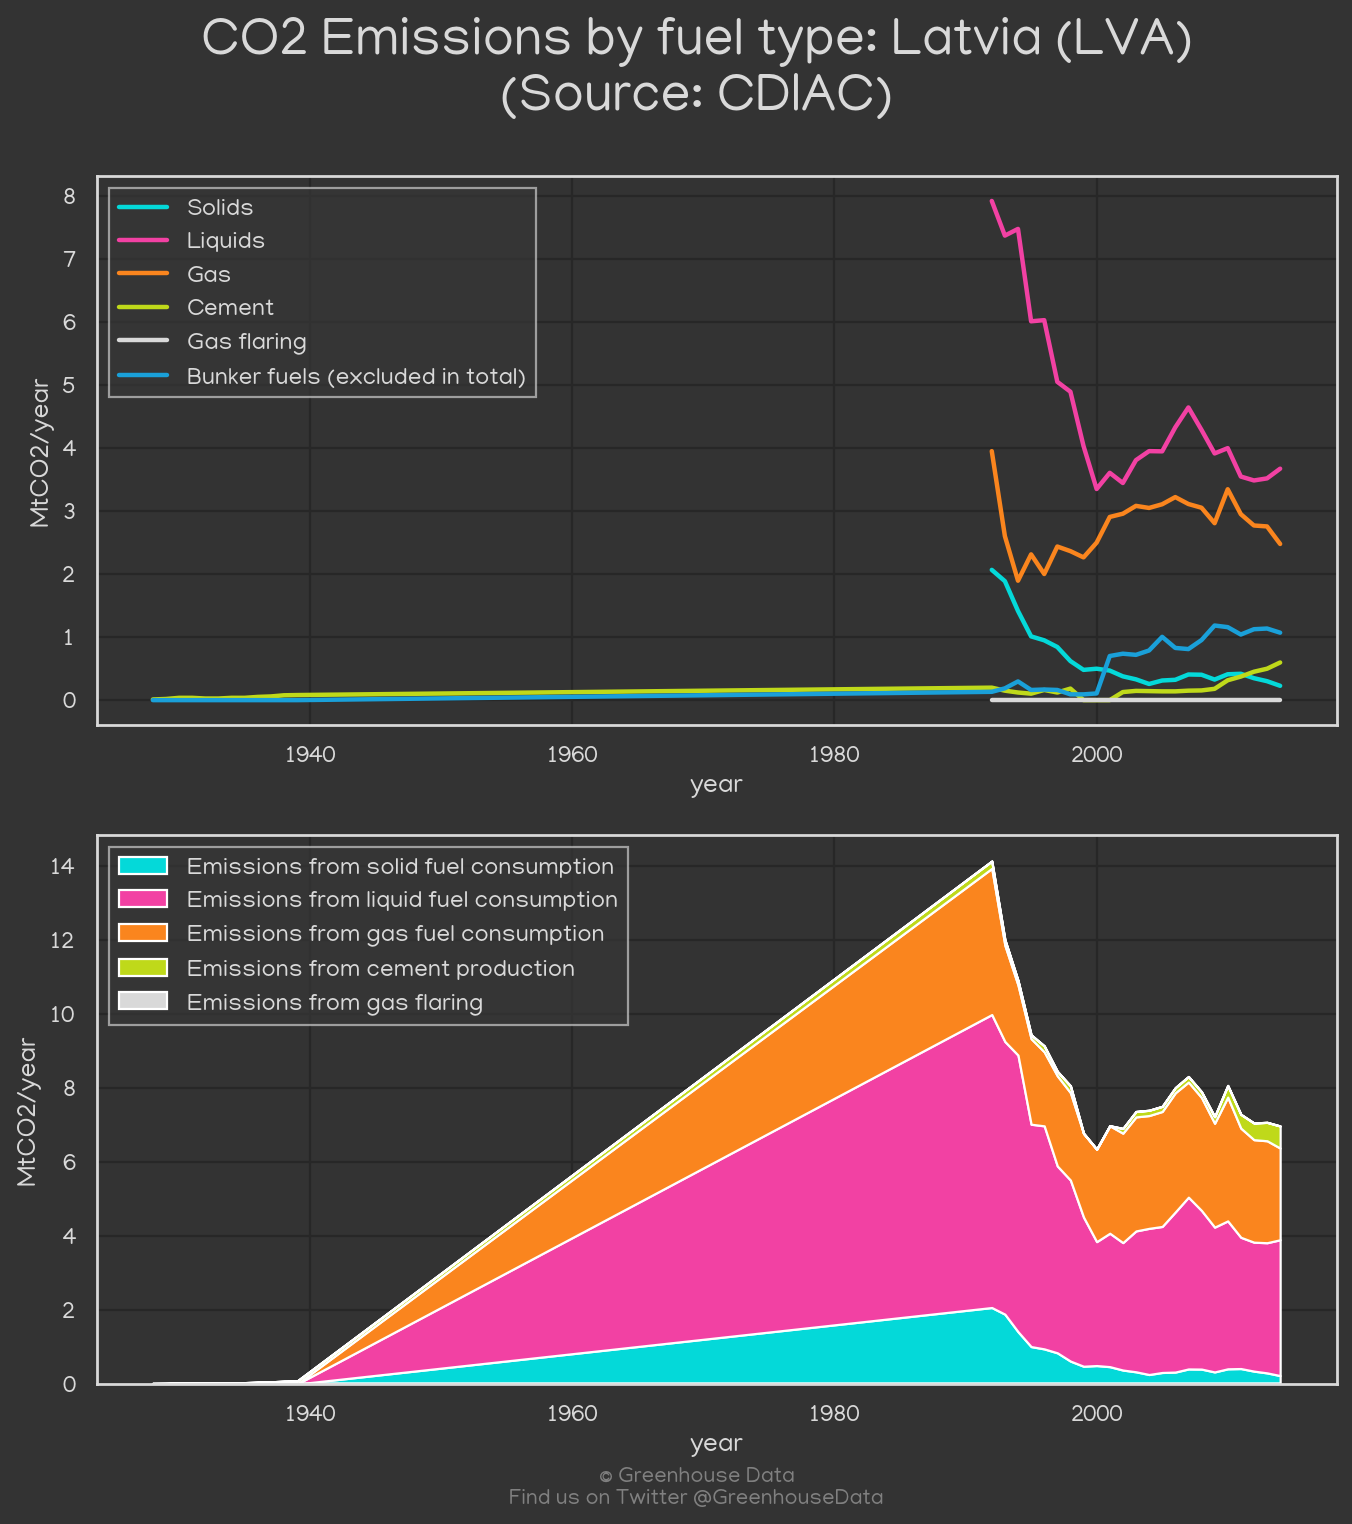 CO2 Emissions by fuel type: Latvia (LVA)
(Source: CDIAC)
8
7
6
5
4
3
2
1
0
MtCO2/year
Solids
Liquids
Gas
Cement
Gas flaring
Bunker fuels (excluded in total)
1940 1960 1980 2000
year
14
12
10
8
6
4
2
0
MtCO2/year
Emissions from solid fuel consumption
Emissions from liquid fuel consumption
Emissions from gas fuel consumption
Emissions from cement production
Emissions from gas flaring
1940 1960 1980 2000
year
© Greenhouse Data
Find us on Twitter @GreenhouseData